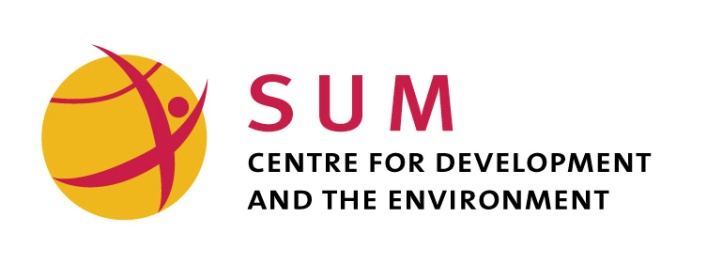 SUM
CENTRE FOR DEVELOPMENT
AND THE ENVIRONMENT